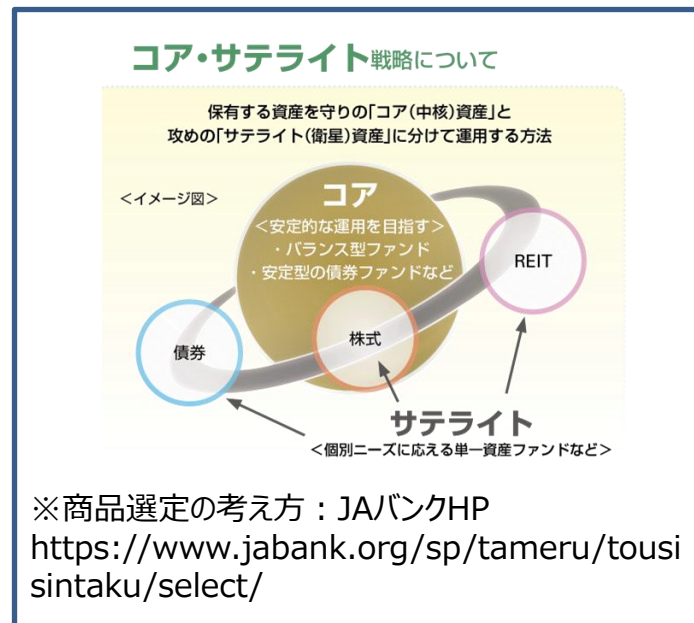 コア・サテライト戦略について
保有する資産を守りの「コア(中核)資産」と
攻めの「サテライト(衛星)資産」に分けて運用する方法
<イメージ図>
コア
<安定的な運用を目指す>
・バランス型ファンド
・安定型の債券ファンドなど
REIT
株式
債券
サテライト
<個別ニーズに応える単一資産ファンドなど>
※商品選定の考え方：JAバンクHP
https://www.jabank.org/sp/tameru/tousi
sintaku/select/